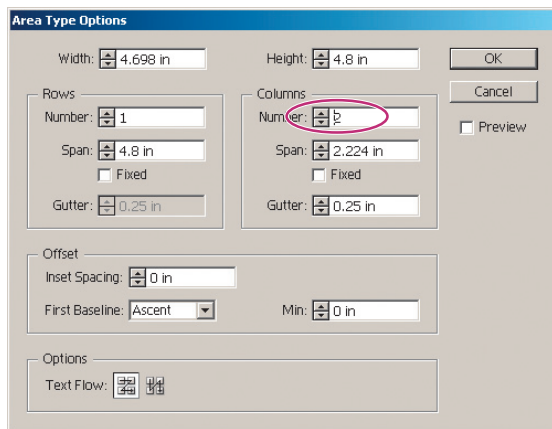 Area Type Options
Width: 4.698 in Height: 4.8 in OK
Rows Columns Cancel
Number: 1 Number: 2 Preview
Span: 4.8 in Span: 2.224 in
Fixed Fixed
Gutter: 0.25 in Gutter: 0.25 in
Offset
Inset Spacing: 0 in
First Baseline: Ascent Min: 0 in
Options
Text Flow: